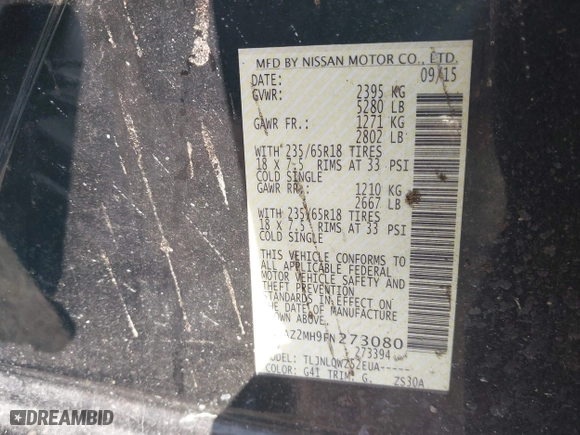 MFD BY NISSAN MOTOR CO., LTD.
DATE: 09/15
GVWR: 2395 KG
5280 LB
GAWR FR.: 1271 KG
2802 LB
WITH 235/65R18 TIRES
18 X 7.5 RIMS AT 33 PSI
COLD SINGLE
GAWR RR.: 1210 KG
2667 LB
WITH 235/65R18 TIRES
18 X 7.5 RIMS AT 33 PSI
COLD SINGLE
THIS VEHICLE CONFORMS TO
ALL APPLICABLE FEDERAL
MOTOR VEHICLE SAFETY AND
THEFT PREVENTION
STANDARDS IN EFFECT ON
THE DATE OF MANUFACTURE
SHOWN ABOVE.
AZ2MH9FN273080
273394
MODEL: TLJNLQWZS2EUA-----
COLOR: G41 TRIM: G. ZS30A
DREAMBID